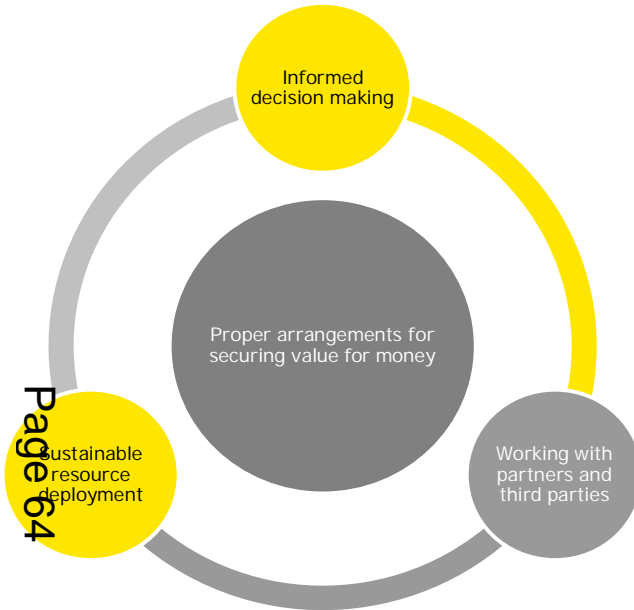 Informed
decision making
Proper arrangements for
securing value for money
Sustainable
resource
deployment
Working with
partners and
third parties
Page 64